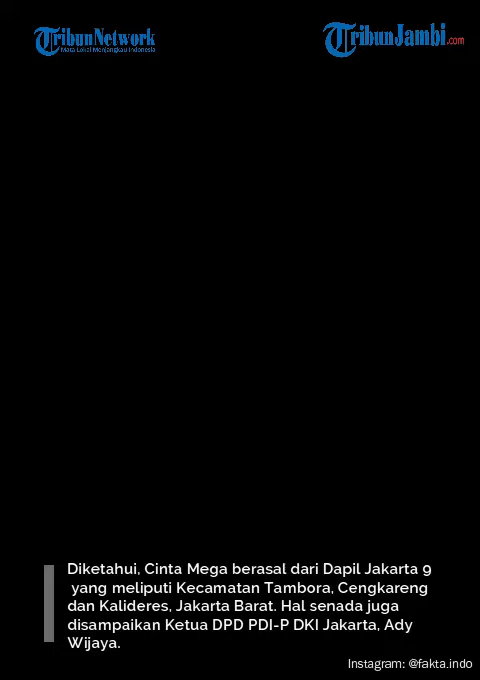 TribunNetwork
Mata Lokal Menjangkau Indonesia
TribunJambi.com
Diketahui, Cinta Mega berasal dari Dapil Jakarta 9
yang meliputi Kecamatan Tambora, Cengkareng
dan Kalideres, Jakarta Barat. Hal senada juga
disampaikan Ketua DPD PDI-P DKI Jakarta, Ady
Wijaya.
Instagram: @fakta.indo